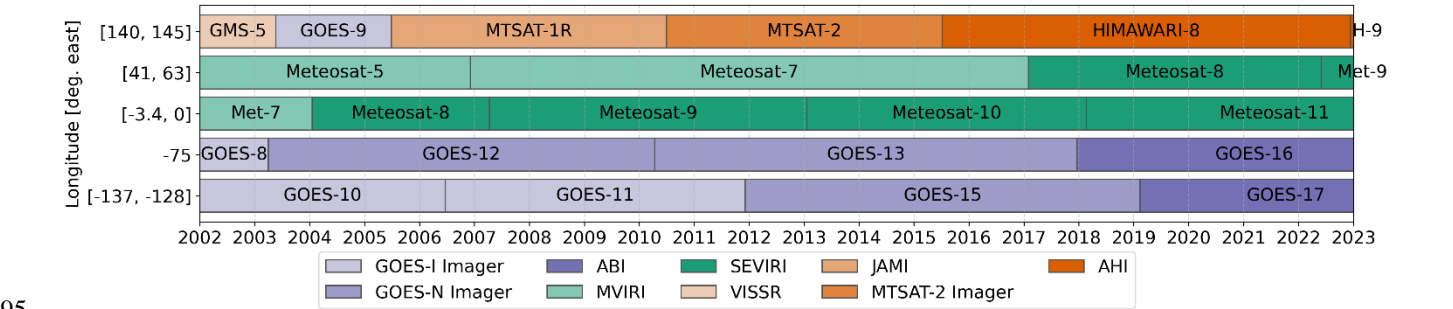 [140, 145] GMS-5 GOES-9 MTSAT-1R MTSAT-2 HIMAWARI-8 H-9
[41, 63] Meteosat-5 Meteosat-7 Meteosat-8 Met-9
[-3.4, 0] Met-7 Meteosat-8 Meteosat-9 Meteosat-10 Meteosat-11
-75 GOES-8 GOES-12 GOES-13 GOES-16
[-137, -128] GOES-10 GOES-11 GOES-15 GOES-17
Longitude [deg. east]
2002 2003 2004 2005 2006 2007 2008 2009 2010 2011 2012 2013 2014 2015 2016 2017 2018 2019 2020 2021 2022 2023
GOES-I Imager ABI SEVIRI JAMI AHI
GOES-N Imager MVIRI VISSR MTSAT-2 Imager